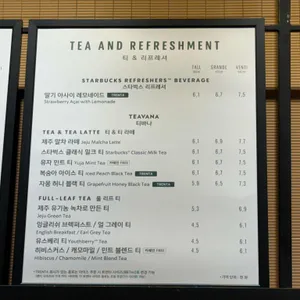 TEA AND REFRESHMENT
티 & 리프레셔
TALL GRANDE VENTI
STARBUCKS REFRESHERS™ BEVERAGE
스타벅스 리프레셔
딸기 아사이 레모네이드 TRENTA 6.1 6.7 7.5
Strawberry Açaí with Lemonade
TEAVANA
티바나
TEA & TEA LATTE 티 & 티 라떼
제주 말차 라떼 Jeju Matcha Latte 6.1 6.9 7.7
스타벅스 클래식 밀크 티 Starbucks® Classic Milk Tea 6.1 6.7 7.5
유자 민트 티 Yuja Mint Tea 6.1 6.7 7.5
복숭아 아이스 티 Iced Peach Black Tea TRENTA 6.1 6.7 7.5
자몽 허니 블랙 티 Grapefruit Honey Black Tea TRENTA 5.9 6.5 7.3
FULL-LEAF TEA 풀 리프 티
제주 유기농 녹차로 만든 티 5.3 6.9
Jeju Green Tea
잉글리쉬 브렉퍼스트 / 얼 그레이 티 4.5 6.1
English Breakfast / Earl Grey Tea
유스베리 티 Youthberry™ Tea 4.5 6.1
히비스커스 / 캐모마일 / 민트 블렌드 티 4.5 6.1
Hibiscus / Chamomile / Mint Blend Tea